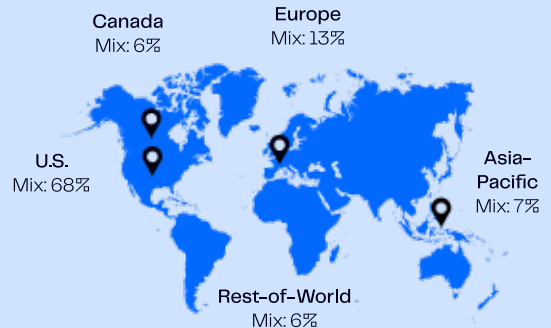 Canada
Mix: 6%
Europe
Mix: 13%
U.S.
Mix: 68%
Asia-
Pacific
Mix: 7%
Rest-of-World
Mix: 6%